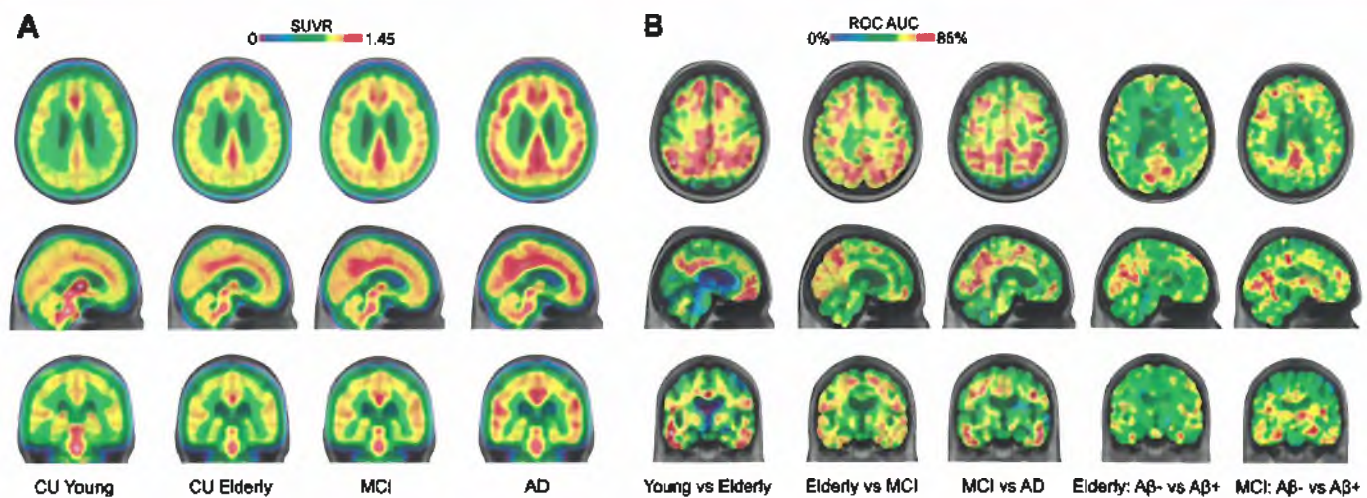 A
SUVR
0 1.45
B
ROC AUC
0% 85%
CU Young CU Elderly MCI AD
Young vs Elderly Elderly vs MCI MCI vs AD Elderly: Aβ- vs Aβ+ MCI: Aβ- vs Aβ+